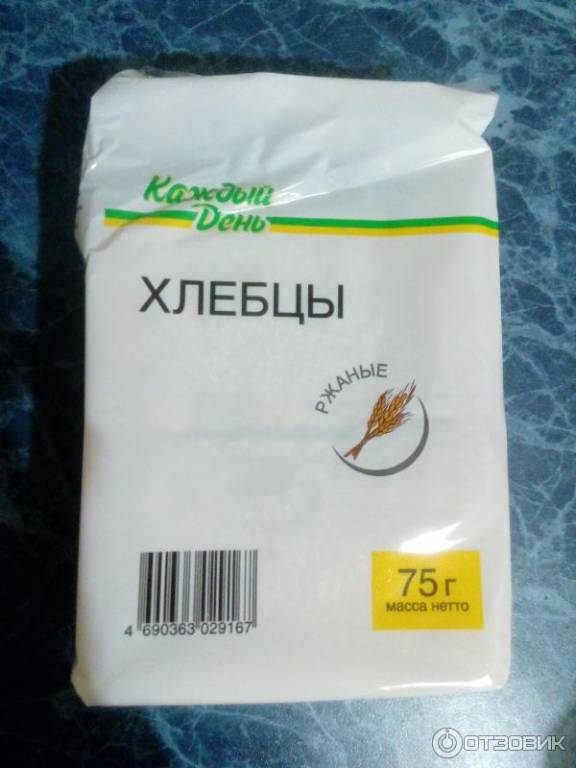 Каждый
День
ХЛЕБЦЫ
РЖАНЫЕ
75 г
масса нетто
4 690363 029167
ОТЗОВИК